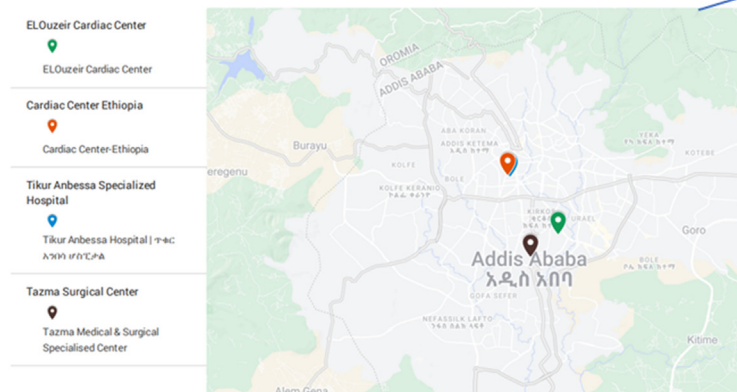 ELOuzeir Cardiac Center
ELOuzeir Cardiac Center
Cardiac Center Ethiopia
Cardiac Center-Ethiopia
Tikur Anbessa Specialized
Hospital
Tikur Anbessa Hospital | ጥቁር
አንበሳ ሆስፒታል
Tazma Surgical Center
Tazma Medical & Surgical
Specialised Center
OROMIA
ADDIS ABABA
ABA KORAN
ADDIS KETEMA
አዲስ ከተማ
YEKA
KOTEBE
Burayu
KOLFE
eregenu
BOLE
KOLFE KERANIO
KIRKOS
URAEL
Goro
Addis Ababa
አዲስ አበባ
BOLE
GOFA SEFER
NEFASSILK LAFTO
Kitime
Alem Gena